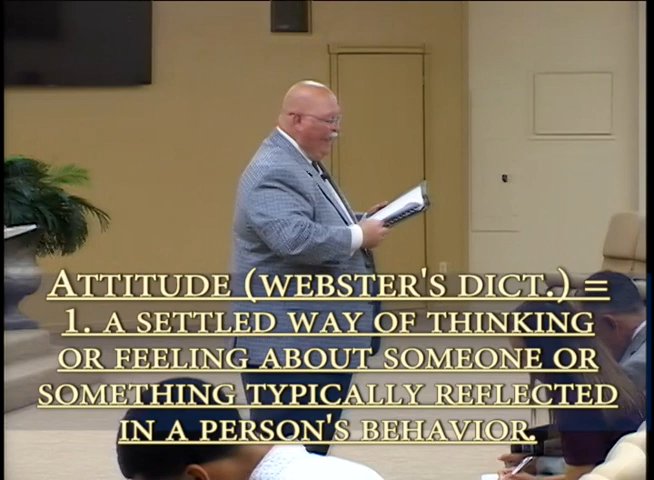 ATTITUDE (WEBSTER'S DICT.) =
1. A SETTLED WAY OF THINKING
OR FEELING ABOUT SOMEONE OR
SOMETHING TYPICALLY REFLECTED
IN A PERSON'S BEHAVIOR.